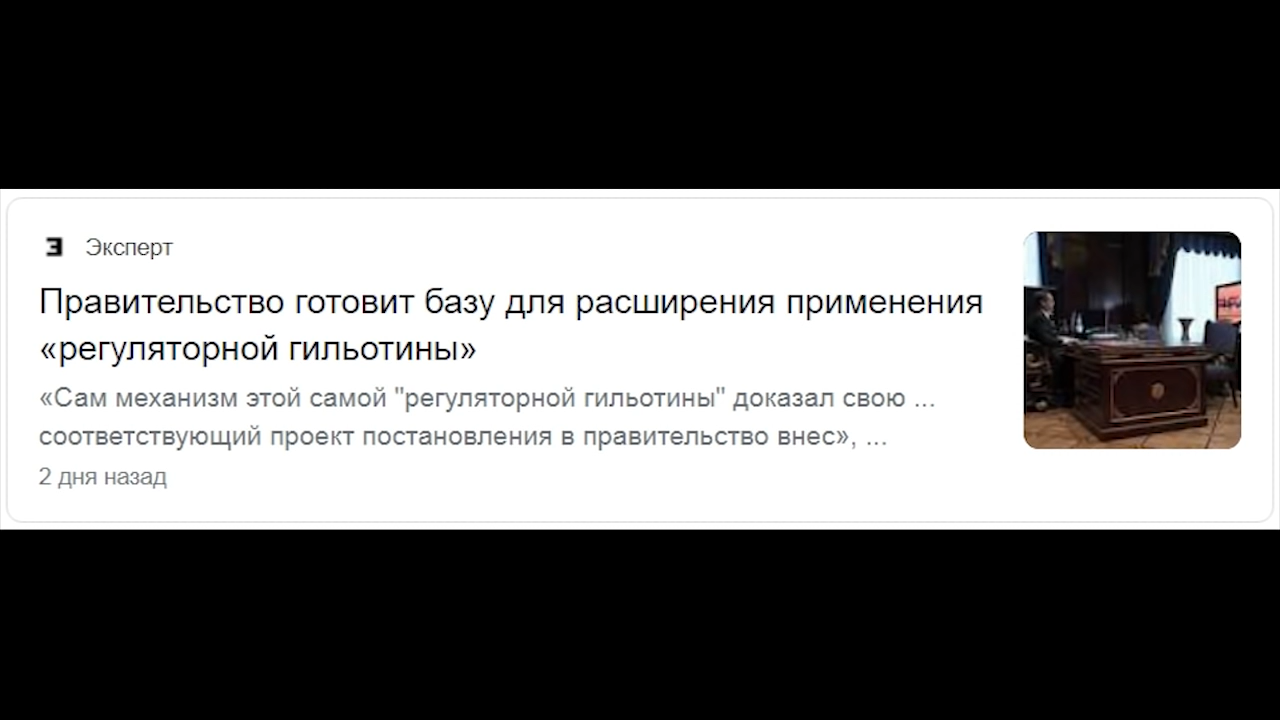 Э Эксперт
Правительство готовит базу для расширения применения
«регуляторной гильотины»
«Сам механизм этой самой "регуляторной гильотины" доказал свою ...
соответствующий проект постановления в правительство внес», ...
2 дня назад